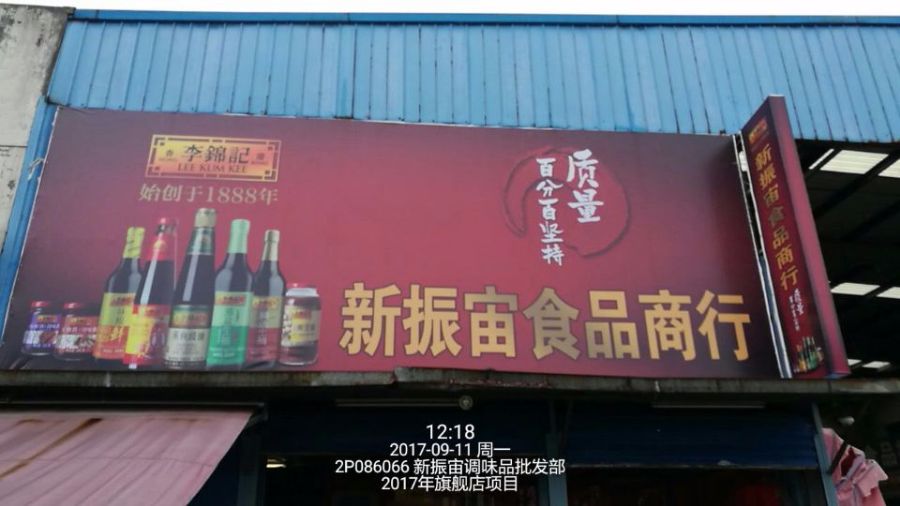 李錦記
LEE KUM KEE
始创于1888年
质量
百分百坚持
新振宙食品商行
新振宙食品商行
12:18
2017-09-11 周一
2P086066 新振宙调味品批发部
2017年旗舰店项目